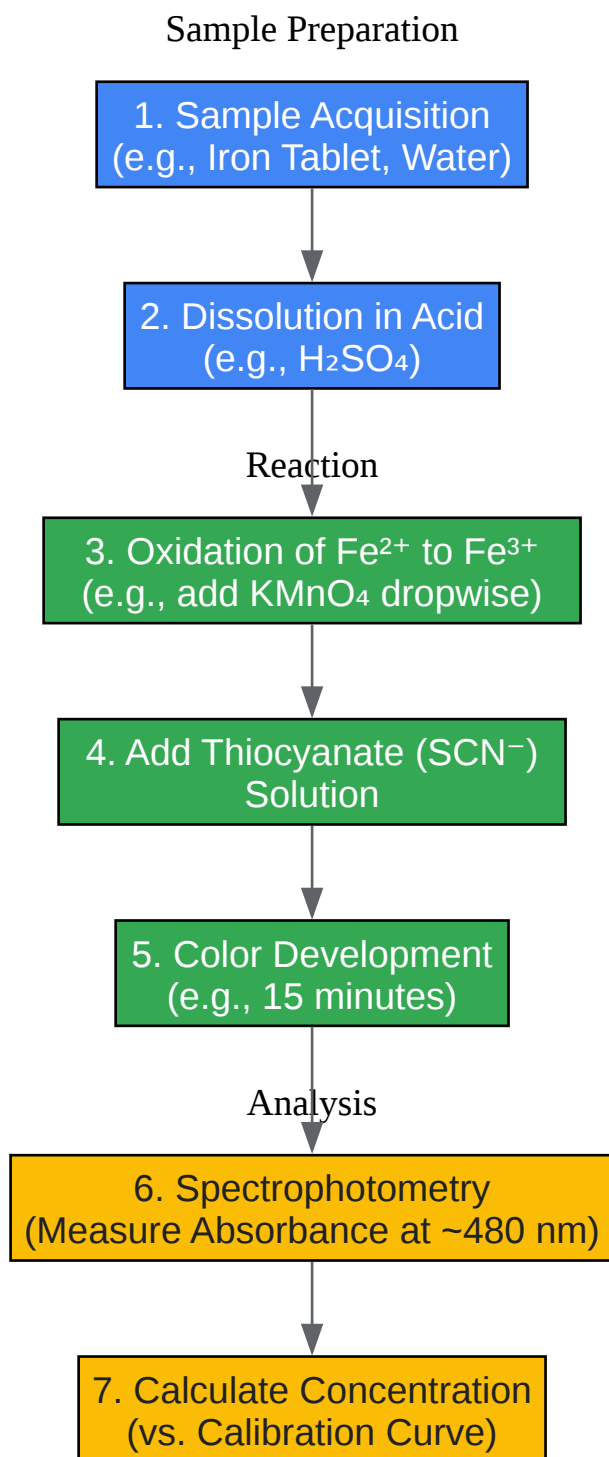 Sample Preparation
1. Sample Acquisition
(e.g., Iron Tablet, Water)
2. Dissolution in Acid
(e.g., H₂SO₄)
Reaction
3. Oxidation of Fe²⁺ to Fe³⁺
(e.g., add KMnO₄ dropwise)
4. Add Thiocyanate (SCN⁻)
Solution
5. Color Development
(e.g., 15 minutes)
Analysis
6. Spectrophotometry
(Measure Absorbance at ~480 nm)
7. Calculate Concentration
(vs. Calibration Curve)